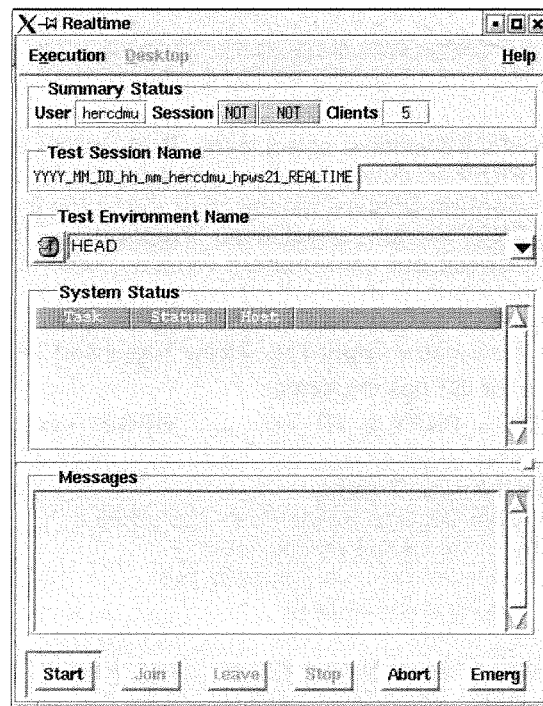 Realtime
Execution Desktop Help
Summary Status
User hercdmu Session NOT NOT Clients 5
Test Session Name
YYYY_MM_DD_hh_mm_hercdmu_hpws21_REALTIME
Test Environment Name
HEAD
System Status
Task Status Host
Messages
Start Join Leave Stop Abort Emerg